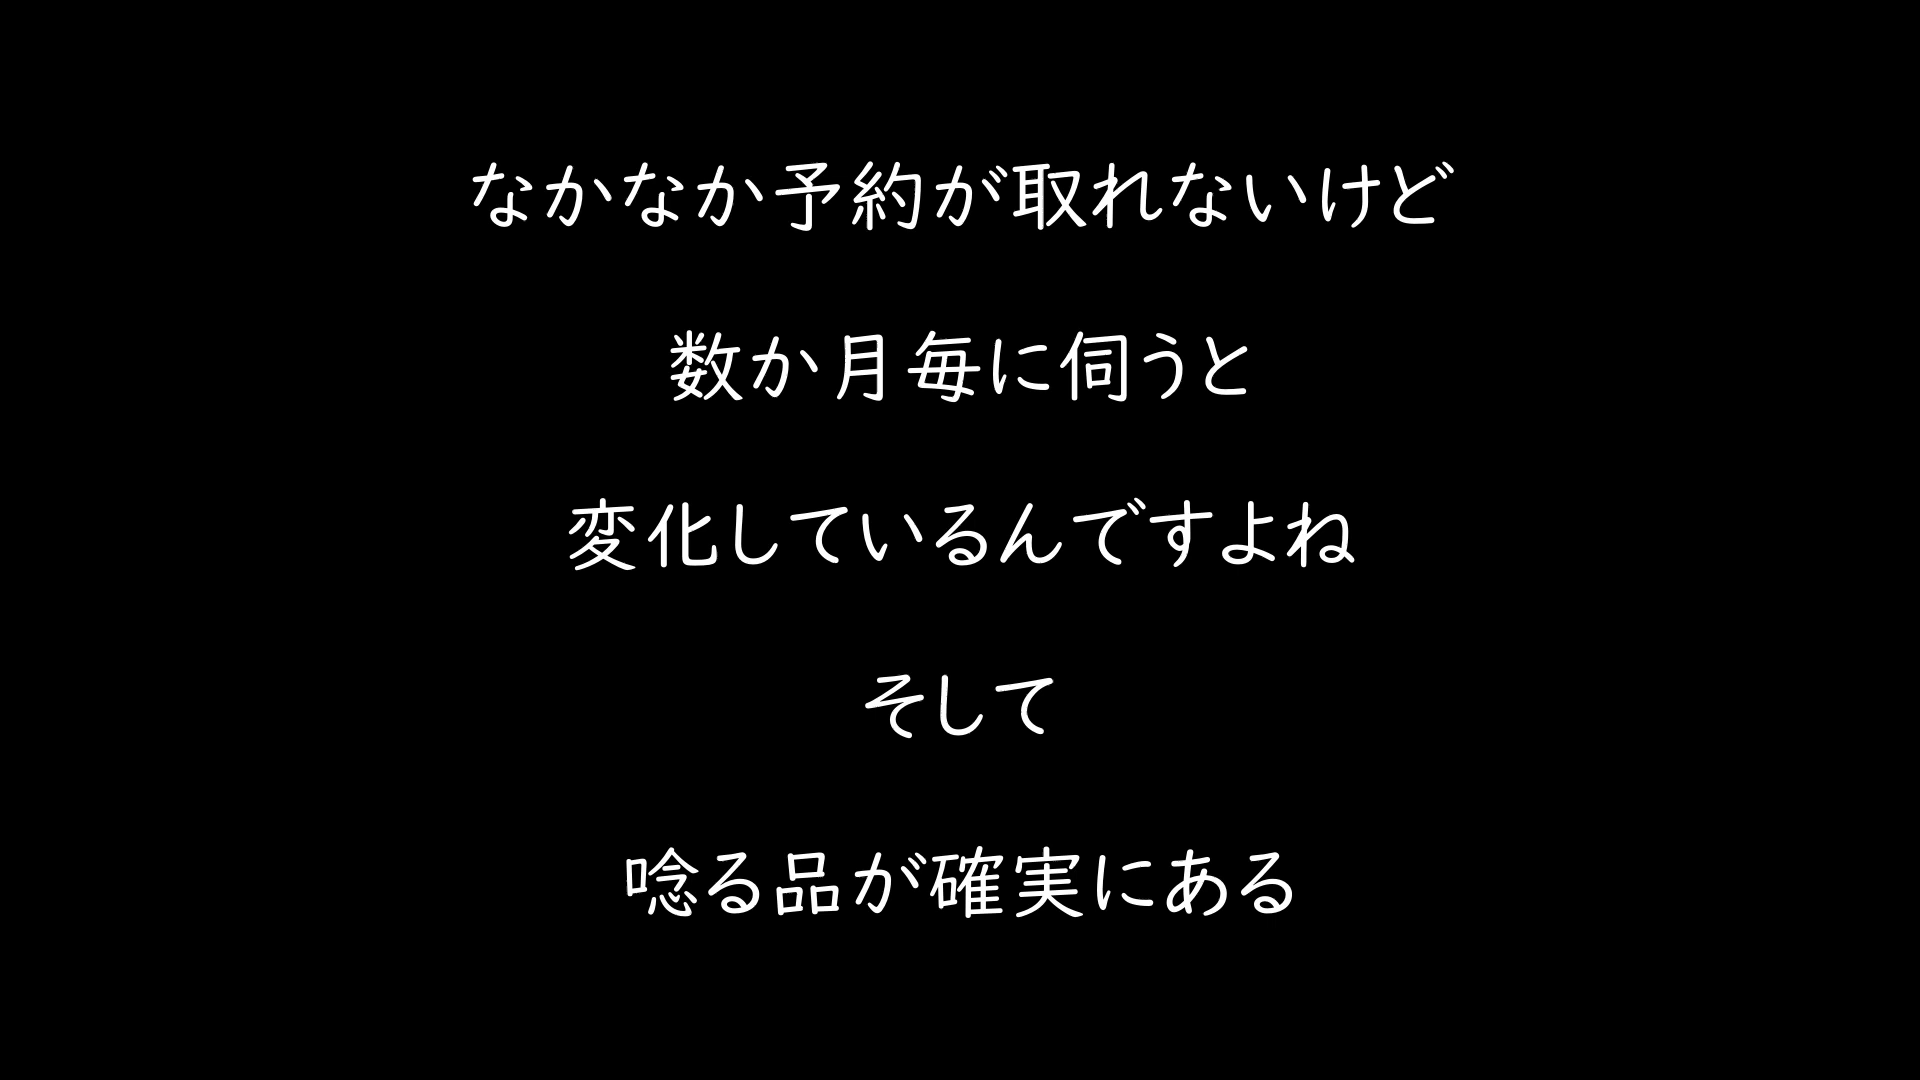 なかなか予約が取れないけど
数か月毎に伺うと
変化しているんですよね
そして
唸る品が確実にある